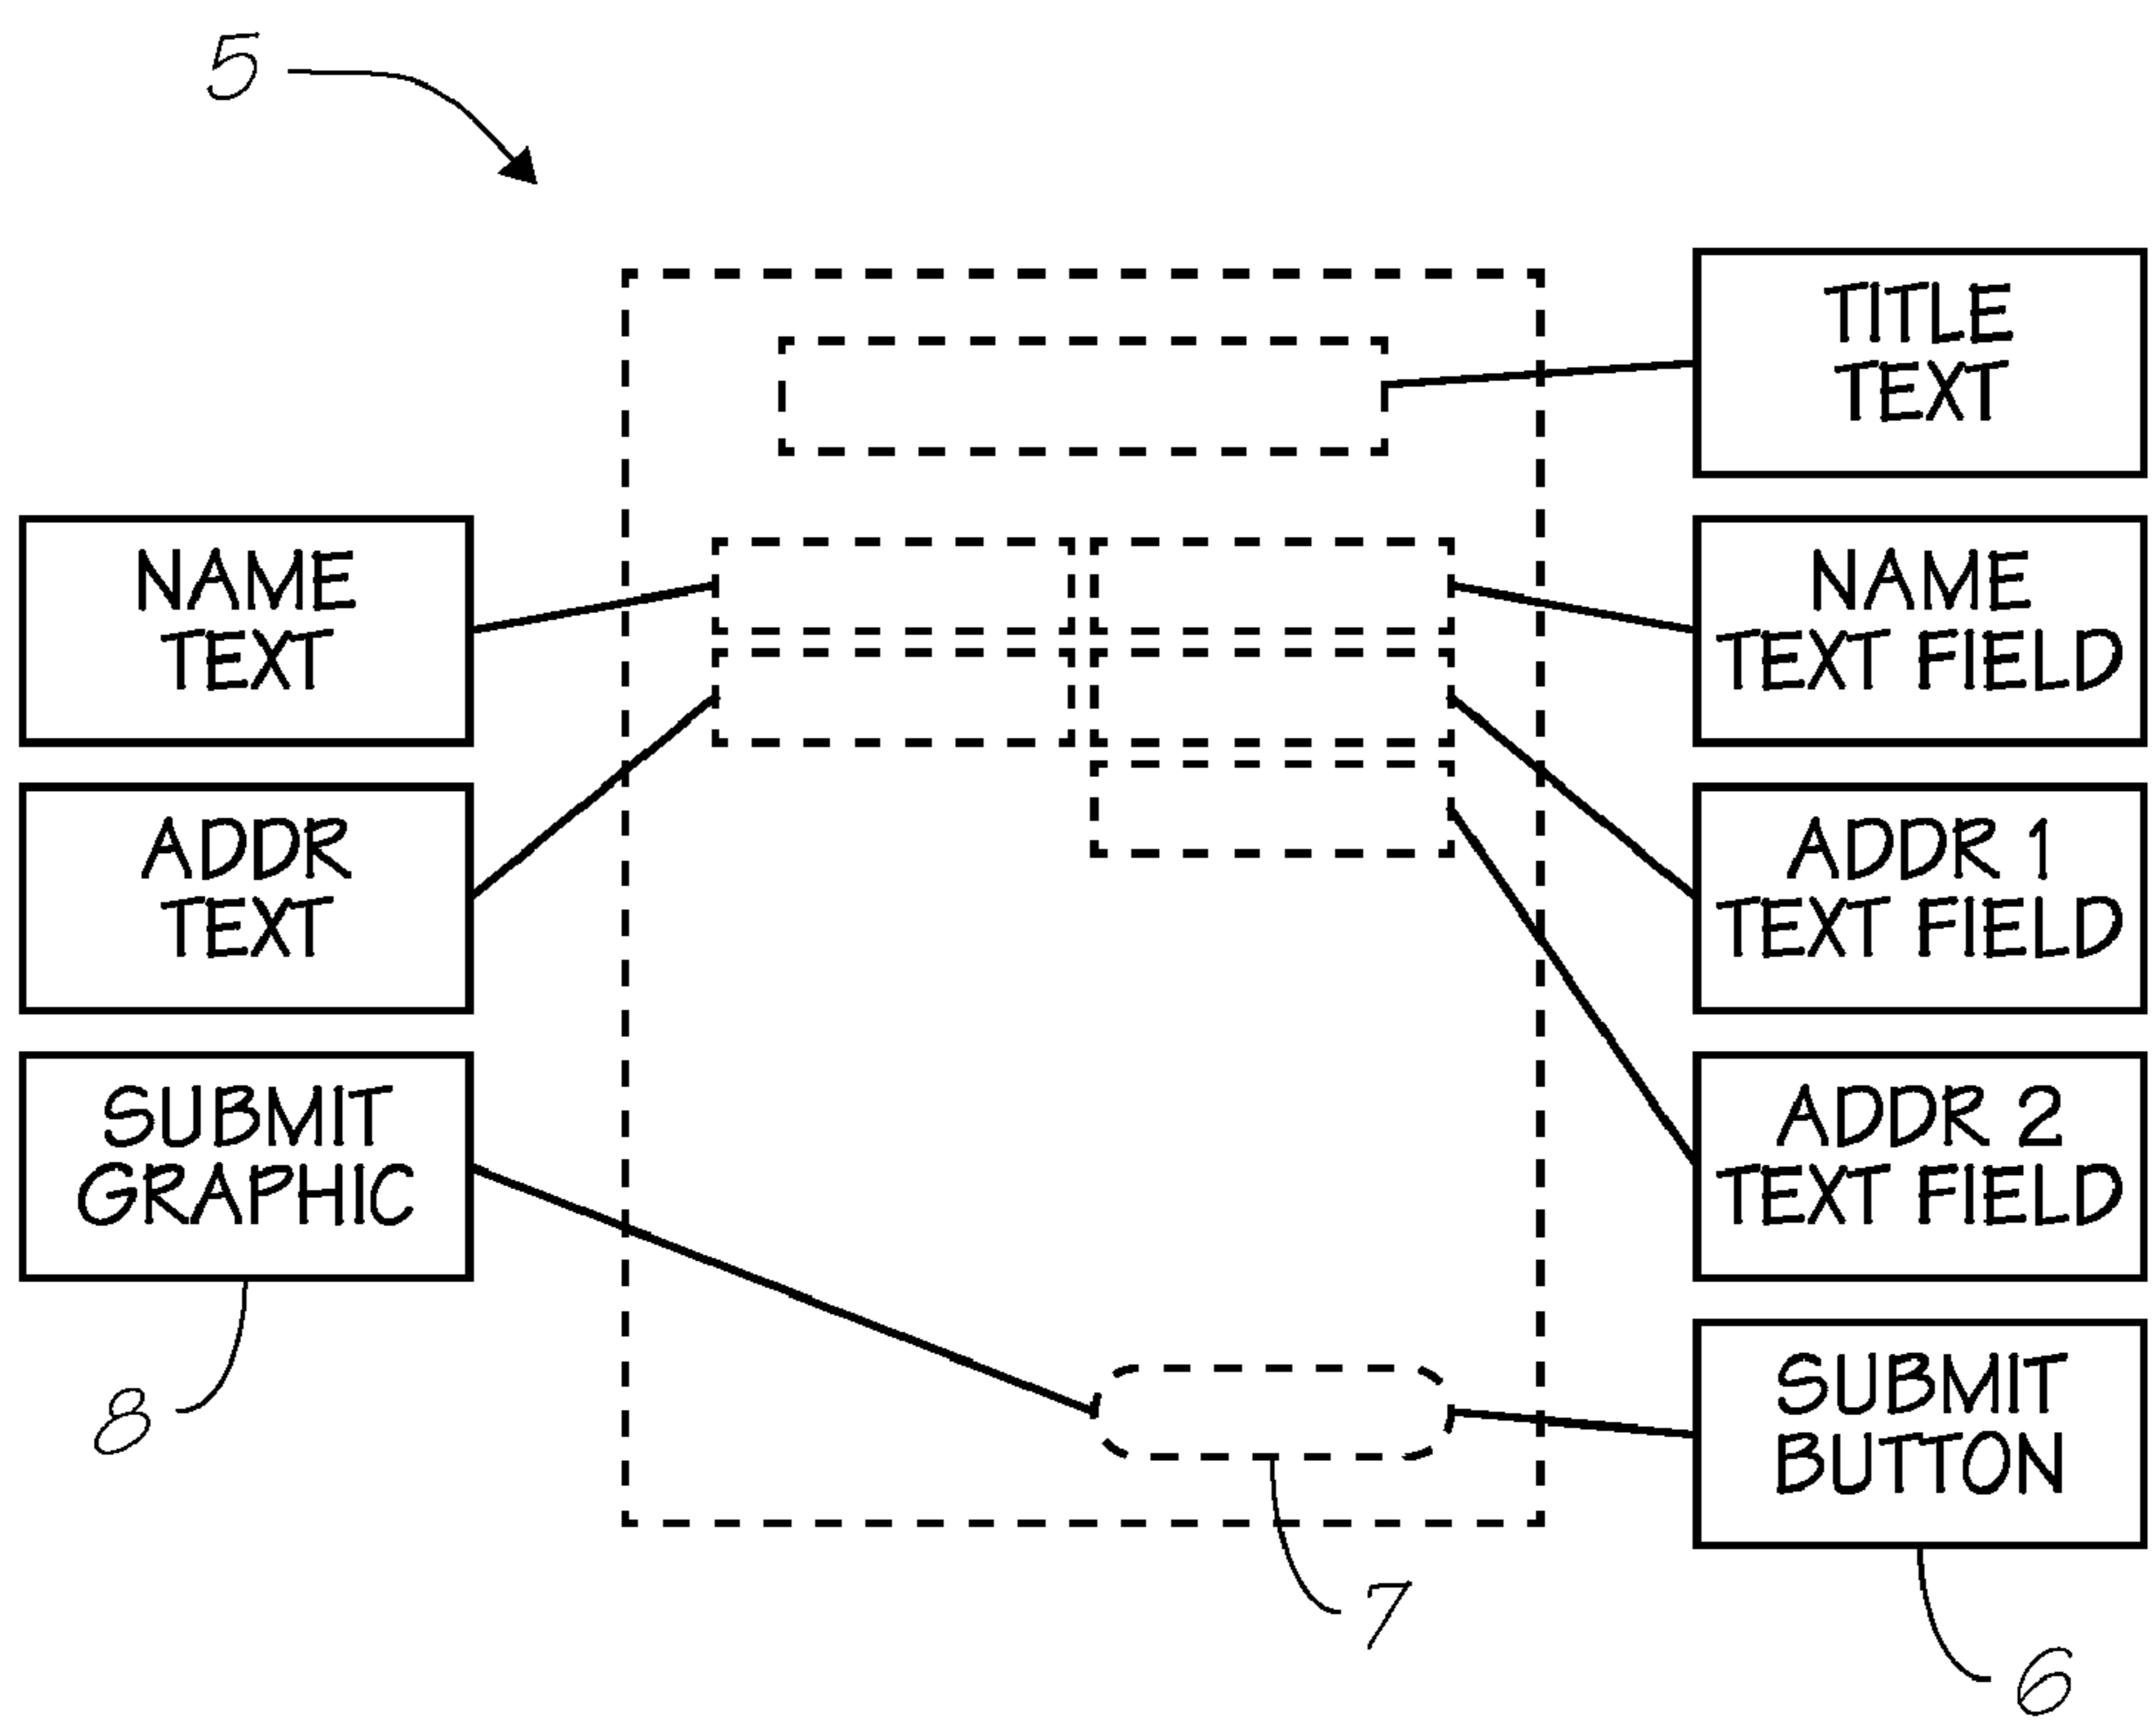 5
TITLE
TEXT
NAME
TEXT
NAME
TEXT FIELD
ADDR
TEXT
ADDR 1
TEXT FIELD
SUBMIT
GRAPHIC
ADDR 2
TEXT FIELD
SUBMIT
BUTTON
8
7
6